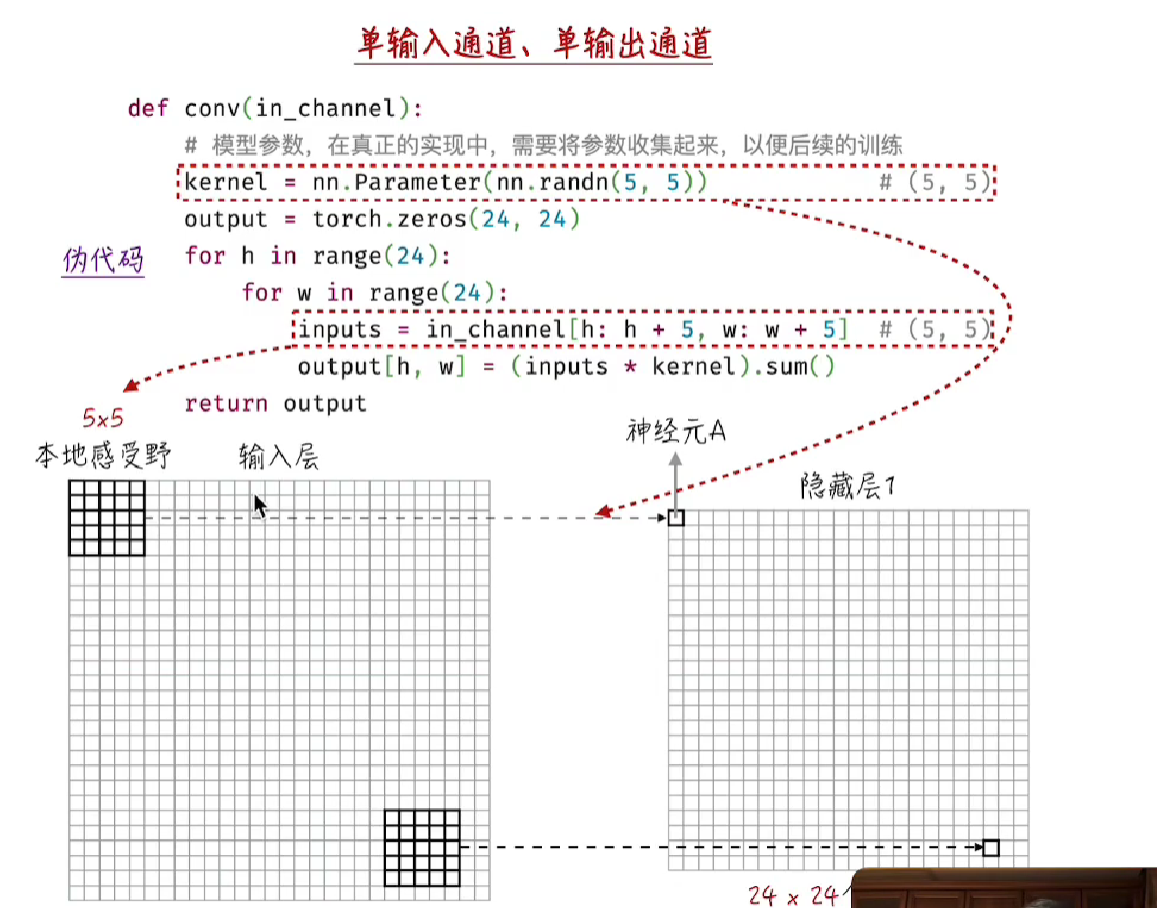 单输入通道、单输出通道
def conv(in_channel):
# 模型参数，在真正的实现中，需要将参数收集起来，以便后续的训练
kernel = nn.Parameter(nn.randn(5, 5)) # (5, 5)
output = torch.zeros(24, 24)
伪代码
for h in range(24):
for w in range(24):
inputs = in_channel[h: h + 5, w: w + 5] # (5, 5)
output[h, w] = (inputs * kernel).sum()
return output
5x5
本地感受野
输入层
神经元A
隐藏层1
24 x 24